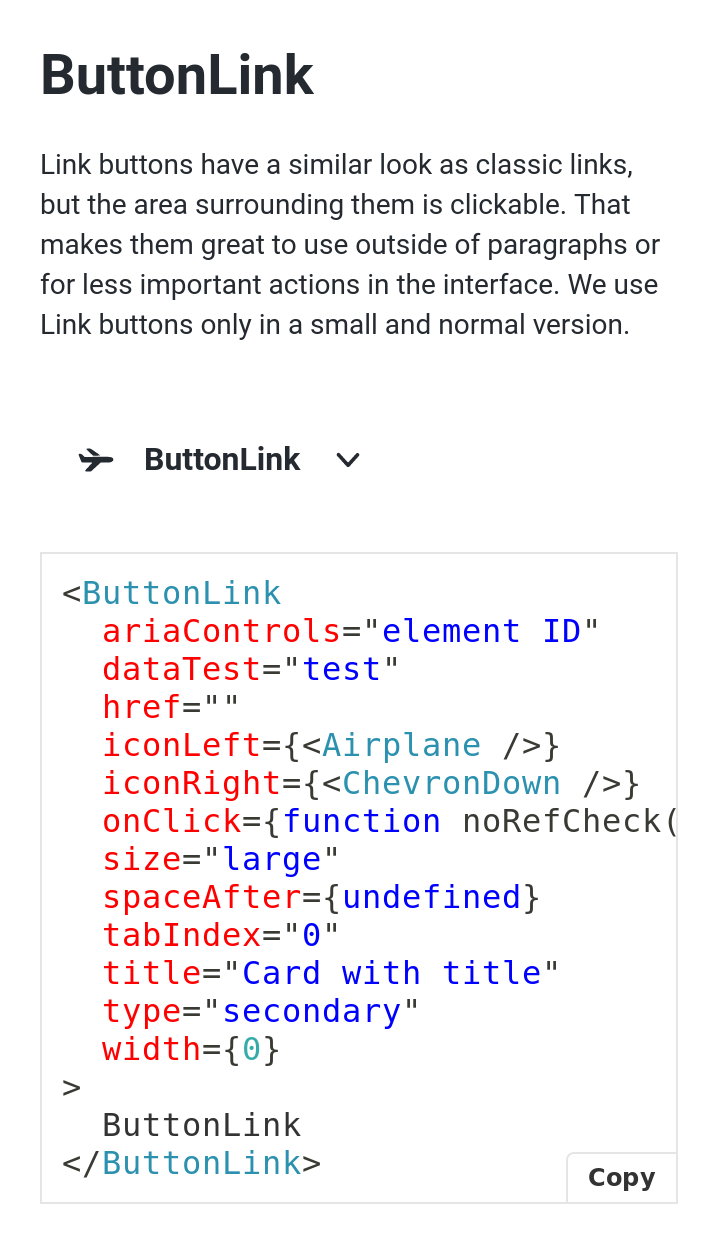 ButtonLink
Link buttons have a similar look as classic links,
but the area surrounding them is clickable. That
makes them great to use outside of paragraphs or
for less important actions in the interface. We use
Link buttons only in a small and normal version.
ButtonLink
<ButtonLink
  ariaControls="element ID"
  dataTest="test"
  href=""
  iconLeft={<Airplane />}
  iconRight={<ChevronDown />}
  onClick={function noRefCheck(
  size="large"
  spaceAfter={undefined}
  tabIndex="0"
  title="Card with title"
  type="secondary"
  width={0}
>
  ButtonLink
</ButtonLink>
Copy